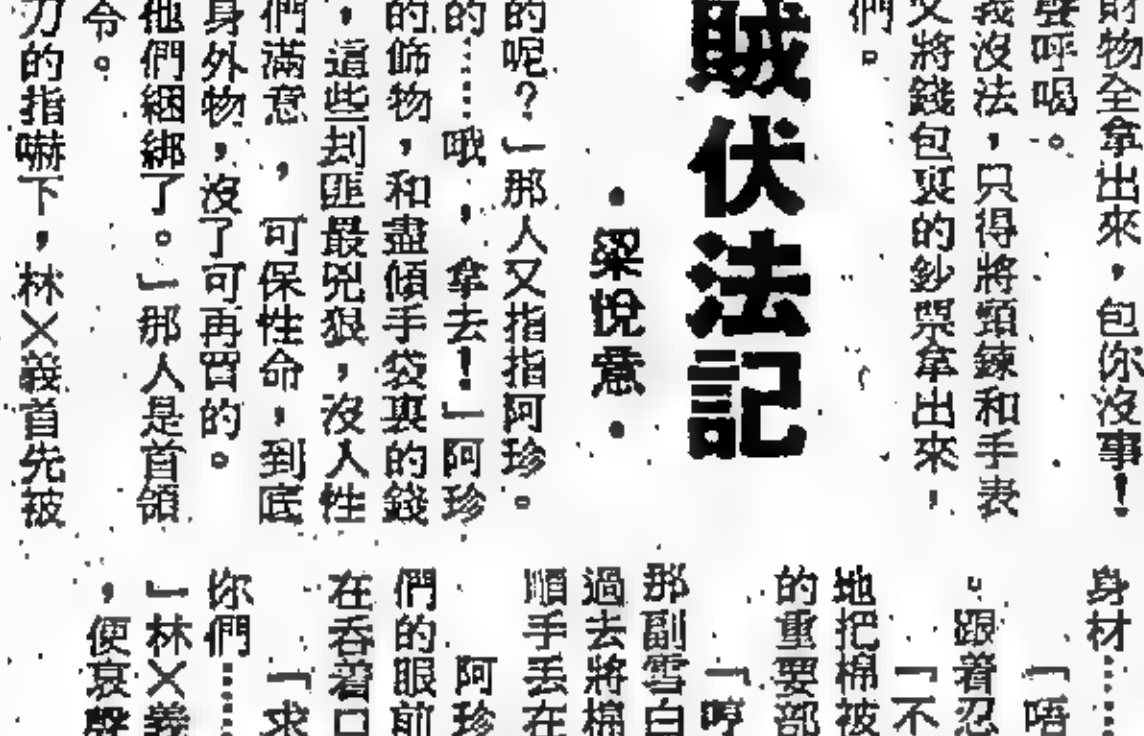 財物全拿出來，包你沒事！
聲呼喝。
我沒法，只得將頸鍊和手表
又將錢包裏的鈔票拿出來，
們。
賊伏法記
·梁悅意·
的呢？」那人又指指阿珍。
的……哦，拿去！」阿珍
的飾物，和盡傾手袋裏的錢
，這些刦匪最兇狠，沒人性
們滿意，可保性命，到底
身外物，沒了可再買的。
他們綑綁了。」那人是首領
令。
力的指嚇下，林×義首先被
身材……
「唔
跟着忍
「不
地把棉被
的重要部
「哼
那副雪白
過去將棉
順手丢在
阿珍
們的眼前
在吞着口
「求
你們……
」林×義
，便哀聲